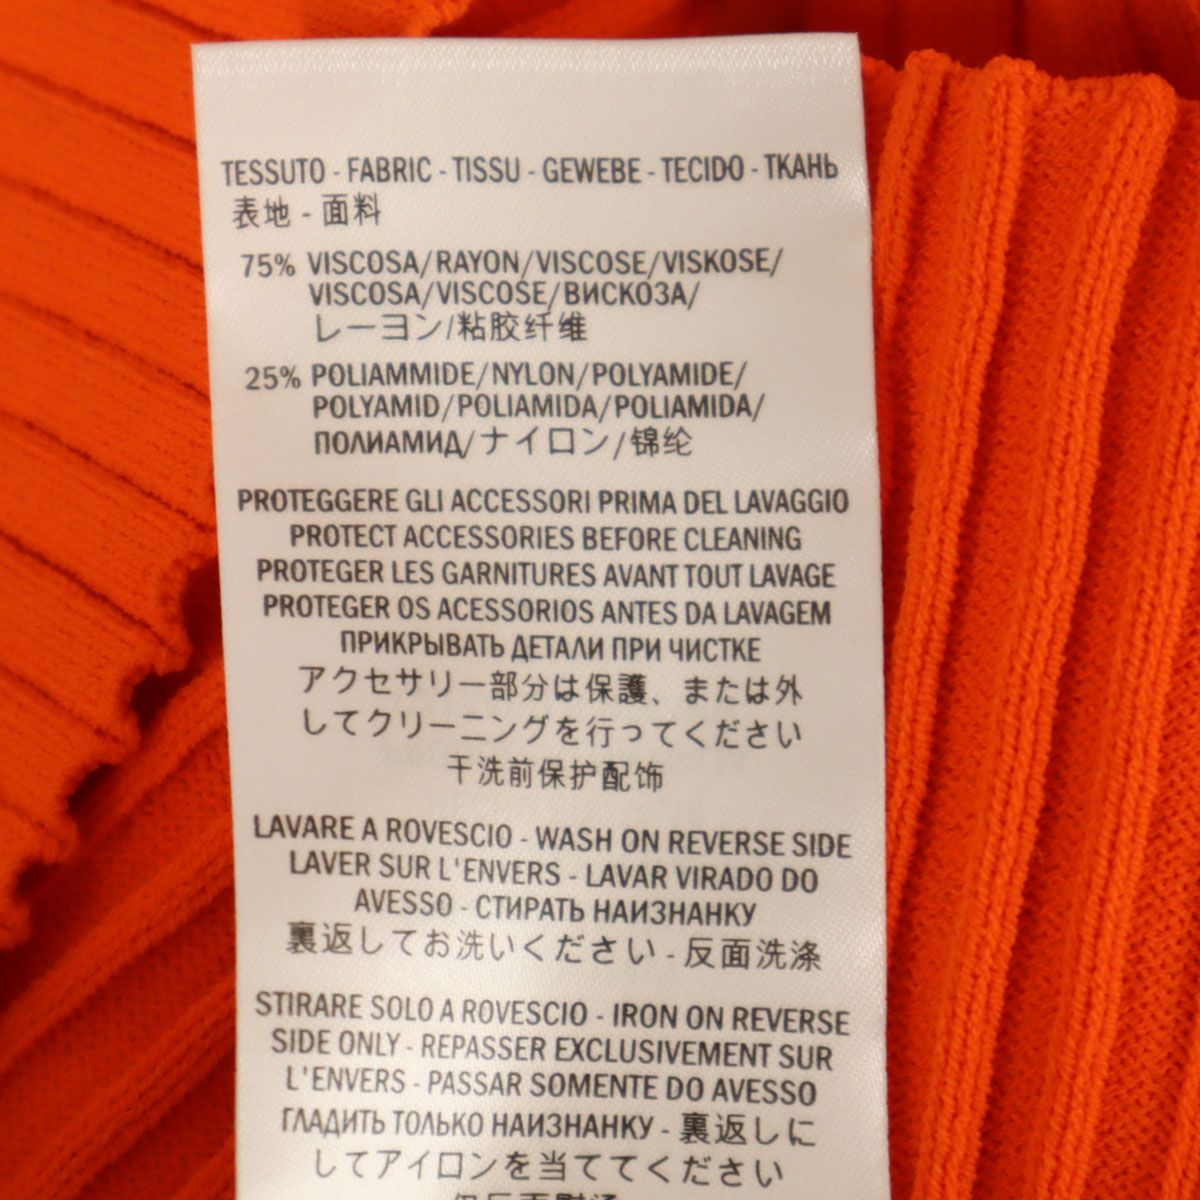 TESSUTO - FABRIC - TISSU - GEWEBE - TECIDO - ТКАНЬ
表地 - 面料
75% VISCOSA/RAYON/VISCOSE/VISKOSE/
VISCOSA/VISCOSE/ВИСКОЗА/
レーヨン/粘胶纤维
25% POLIAMMIDE/NYLON/POLYAMIDE/
POLYAMID/POLIAMIDA/POLIAMIDA/
ПОЛИАМИД/ナイロン/锦纶
PROTEGGERE GLI ACCESSORI PRIMA DEL LAVAGGIO
PROTECT ACCESSORIES BEFORE CLEANING
PROTEGER LES GARNITURES AVANT TOUT LAVAGE
PROTEGER OS ACESSORIOS ANTES DA LAVAGEM
ПРИКРЫВАТЬ ДЕТАЛИ ПРИ ЧИСТКЕ
アクセサリー部分は保護、または外
してクリーニングを行ってください
干洗前保护配饰
LAVARE A ROVESCIO - WASH ON REVERSE SIDE
LAVER SUR L'ENVERS - LAVAR VIRADO DO
AVESSO - СТИРАТЬ НАИЗНАНКУ
裏返してお洗いください - 反面洗涤
STIRARE SOLO A ROVESCIO - IRON ON REVERSE
SIDE ONLY - REPASSER EXCLUSIVEMENT SUR
L'ENVERS - PASSAR SOMENTE DO AVESSO
ГЛАДИТЬ ТОЛЬКО НАИЗНАНКУ - 裏返しに
してアイロンを当ててください